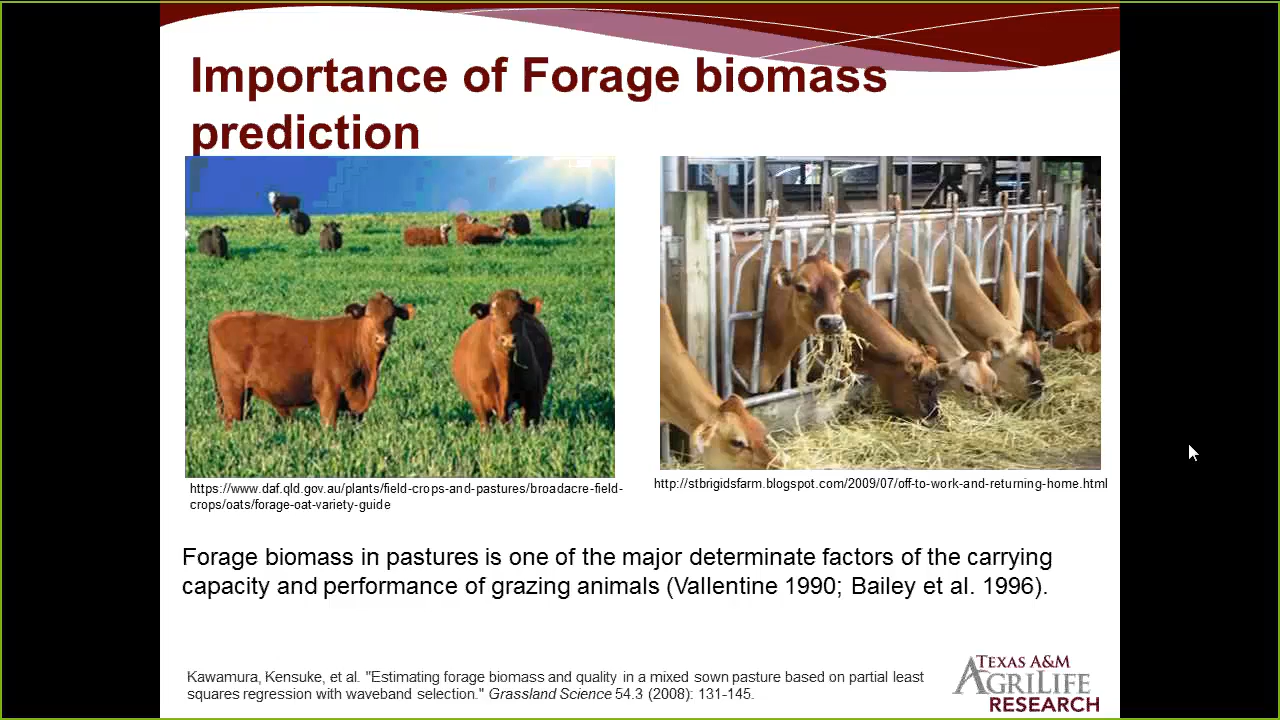 Importance of Forage biomass
prediction
https://www.daf.qld.gov.au/plants/field-crops-and-pastures/broadacre-field-
crops/oats/forage-oat-variety-guide
http://stbrigidsfarm.blogspot.com/2009/07/off-to-work-and-returning-home.html
Forage biomass in pastures is one of the major determinate factors of the carrying
capacity and performance of grazing animals (Vallentine 1990; Bailey et al. 1996).
Kawamura, Kensuke, et al. "Estimating forage biomass and quality in a mixed sown pasture based on partial least
squares regression with waveband selection." Grassland Science 54.3 (2008): 131-145.
TEXAS A&M
AGRILIFE
RESEARCH